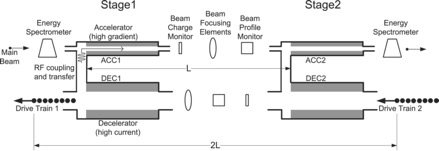 Stage1
Stage2
Energy
Spectrometer
Accelerator
(high gradient)
Beam
Charge
Monitor
Beam
Focusing
Elements
Beam
Profile
Monitor
Energy
Spectrometer
Main
Beam
RF coupling
and transfer
ACC1
ACC2
L
DEC1
DEC2
Drive Train 1
Drive Train 2
Decelerator
(high current)
2L